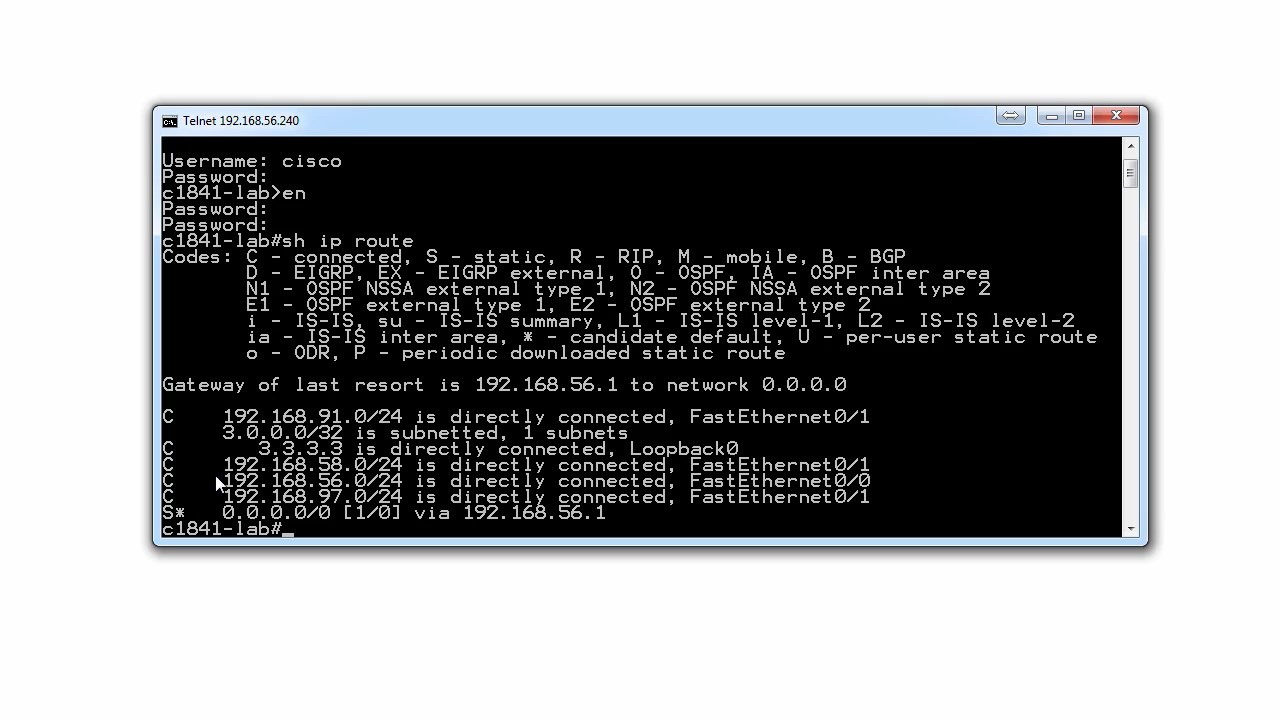 Telnet 192.168.56.240
Username: cisco
Password:
c1841-lab>en
Password:
Password:
c1841-lab#sh ip route
Codes: C - connected, S - static, R - RIP, M - mobile, B - BGP
D - EIGRP, EX - EIGRP external, O - OSPF, IA - OSPF inter area
N1 - OSPF NSSA external type 1, N2 - OSPF NSSA external type 2
E1 - OSPF external type 1, E2 - OSPF external type 2
i - IS-IS, su - IS-IS summary, L1 - IS-IS level-1, L2 - IS-IS level-2
ia - IS-IS inter area, * - candidate default, U - per-user static route
o - ODR, P - periodic downloaded static route
Gateway of last resort is 192.168.56.1 to network 0.0.0.0
C 192.168.91.0/24 is directly connected, FastEthernet0/1
3.0.0.0/32 is subnetted, 1 subnets
C 3.3.3.3 is directly connected, Loopback0
C 192.168.58.0/24 is directly connected, FastEthernet0/1
C 192.168.56.0/24 is directly connected, FastEthernet0/0
C 192.168.97.0/24 is directly connected, FastEthernet0/1
S* 0.0.0.0/0 [1/0] via 192.168.56.1
c1841-lab#_